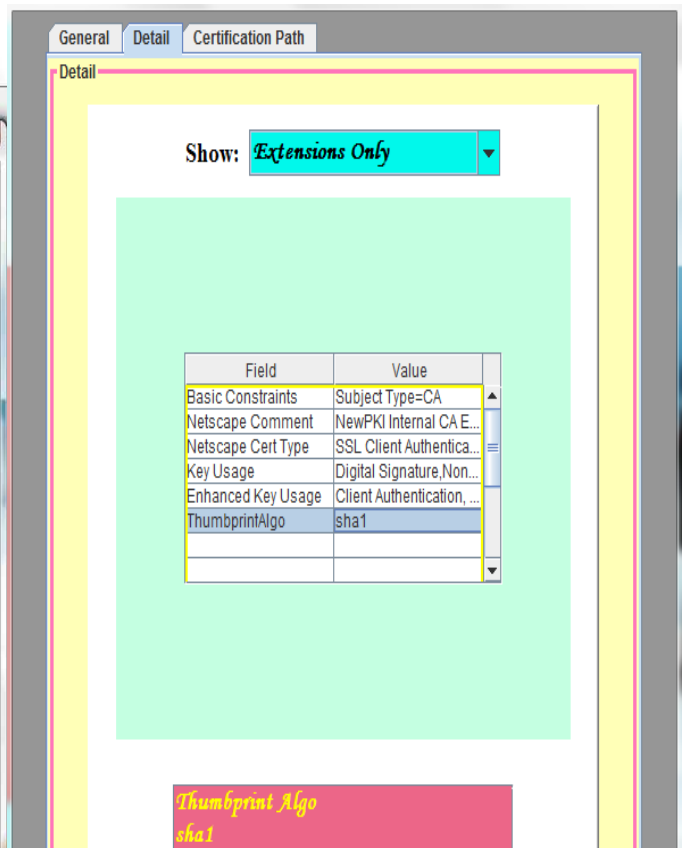 General Detail Certification Path
Detail
Show: Extensions Only
Field Value
Basic Constraints Subject Type=CA
Netscape Comment NewPKI Internal CA E...
Netscape Cert Type SSL Client Authentica...
Key Usage Digital Signature,Non...
Enhanced Key Usage Client Authentication, ...
ThumbprintAlgo sha1
Thumbprint Algo
sha1